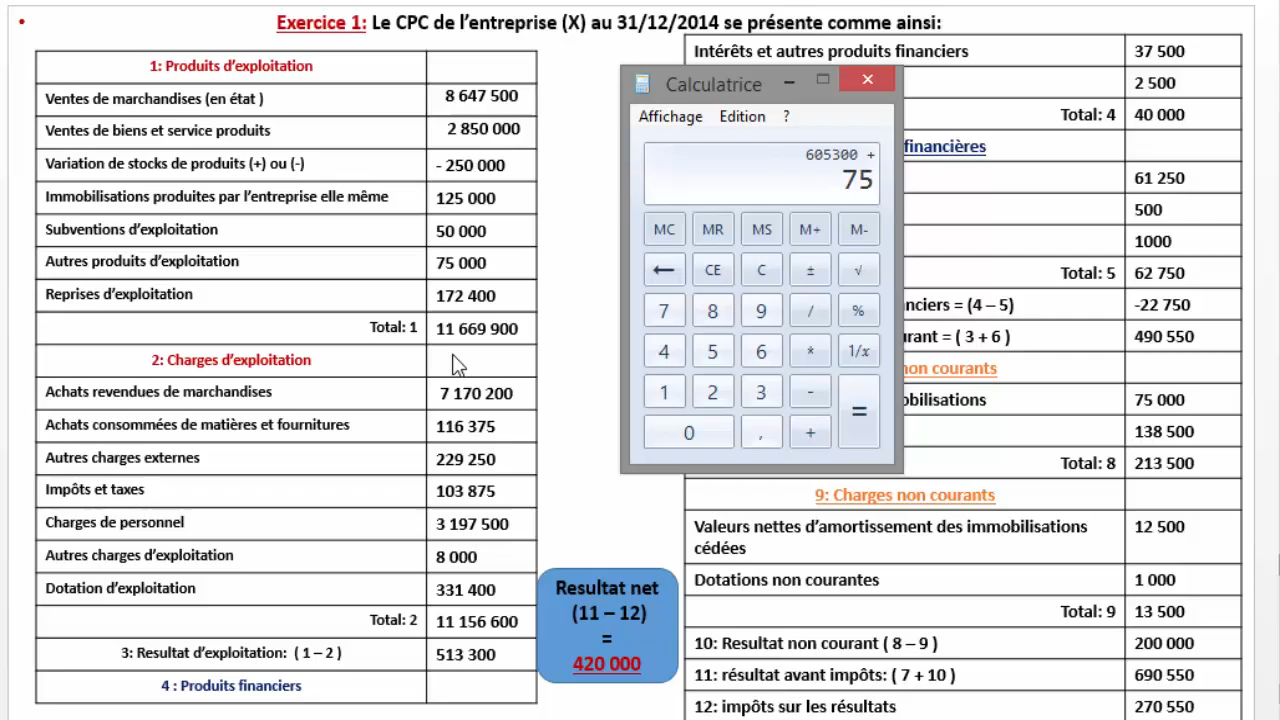 • Exercice 1: Le CPC de l'entreprise (X) au 31/12/2014 se présente comme ainsi:
1: Produits d'exploitation
Ventes de marchandises (en état ) 8 647 500
Ventes de biens et service produits 2 850 000
Variation de stocks de produits (+) ou (-) - 250 000
Immobilisations produites par l'entreprise elle même 125 000
Subventions d'exploitation 50 000
Autres produits d'exploitation 75 000
Reprises d'exploitation 172 400
Total: 1 11 669 900
2: Charges d'exploitation
Achats revendues de marchandises 7 170 200
Achats consommées de matières et fournitures 116 375
Autres charges externes 229 250
Impôts et taxes 103 875
Charges de personnel 3 197 500
Autres charges d'exploitation 8 000
Dotation d'exploitation 331 400
Total: 2 11 156 600
3: Resultat d'exploitation: ( 1 – 2 ) 513 300
4 : Produits financiers
Resultat net
(11 – 12)
=
420 000
Calculatrice
Affichage Edition ?
605300 +
75
MC MR MS M+ M-
← CE C ± √
7 8 9 / %
4 5 6 * 1/x
1 2 3 - =
0 , +
Intérêts et autres produits financiers 37 500
2 500
Total: 4 40 000
financières
61 250
500
1000
Total: 5 62 750
nciers = (4 – 5) -22 750
urant = ( 3 + 6 ) 490 550
non courants
obilisations 75 000
138 500
Total: 8 213 500
9: Charges non courants
Valeurs nettes d'amortissement des immobilisations 12 500
cédées
Dotations non courantes 1 000
Total: 9 13 500
10: Resultat non courant ( 8 – 9 ) 200 000
11: résultat avant impôts: ( 7 + 10 ) 690 550
12: impôts sur les résultats 270 550